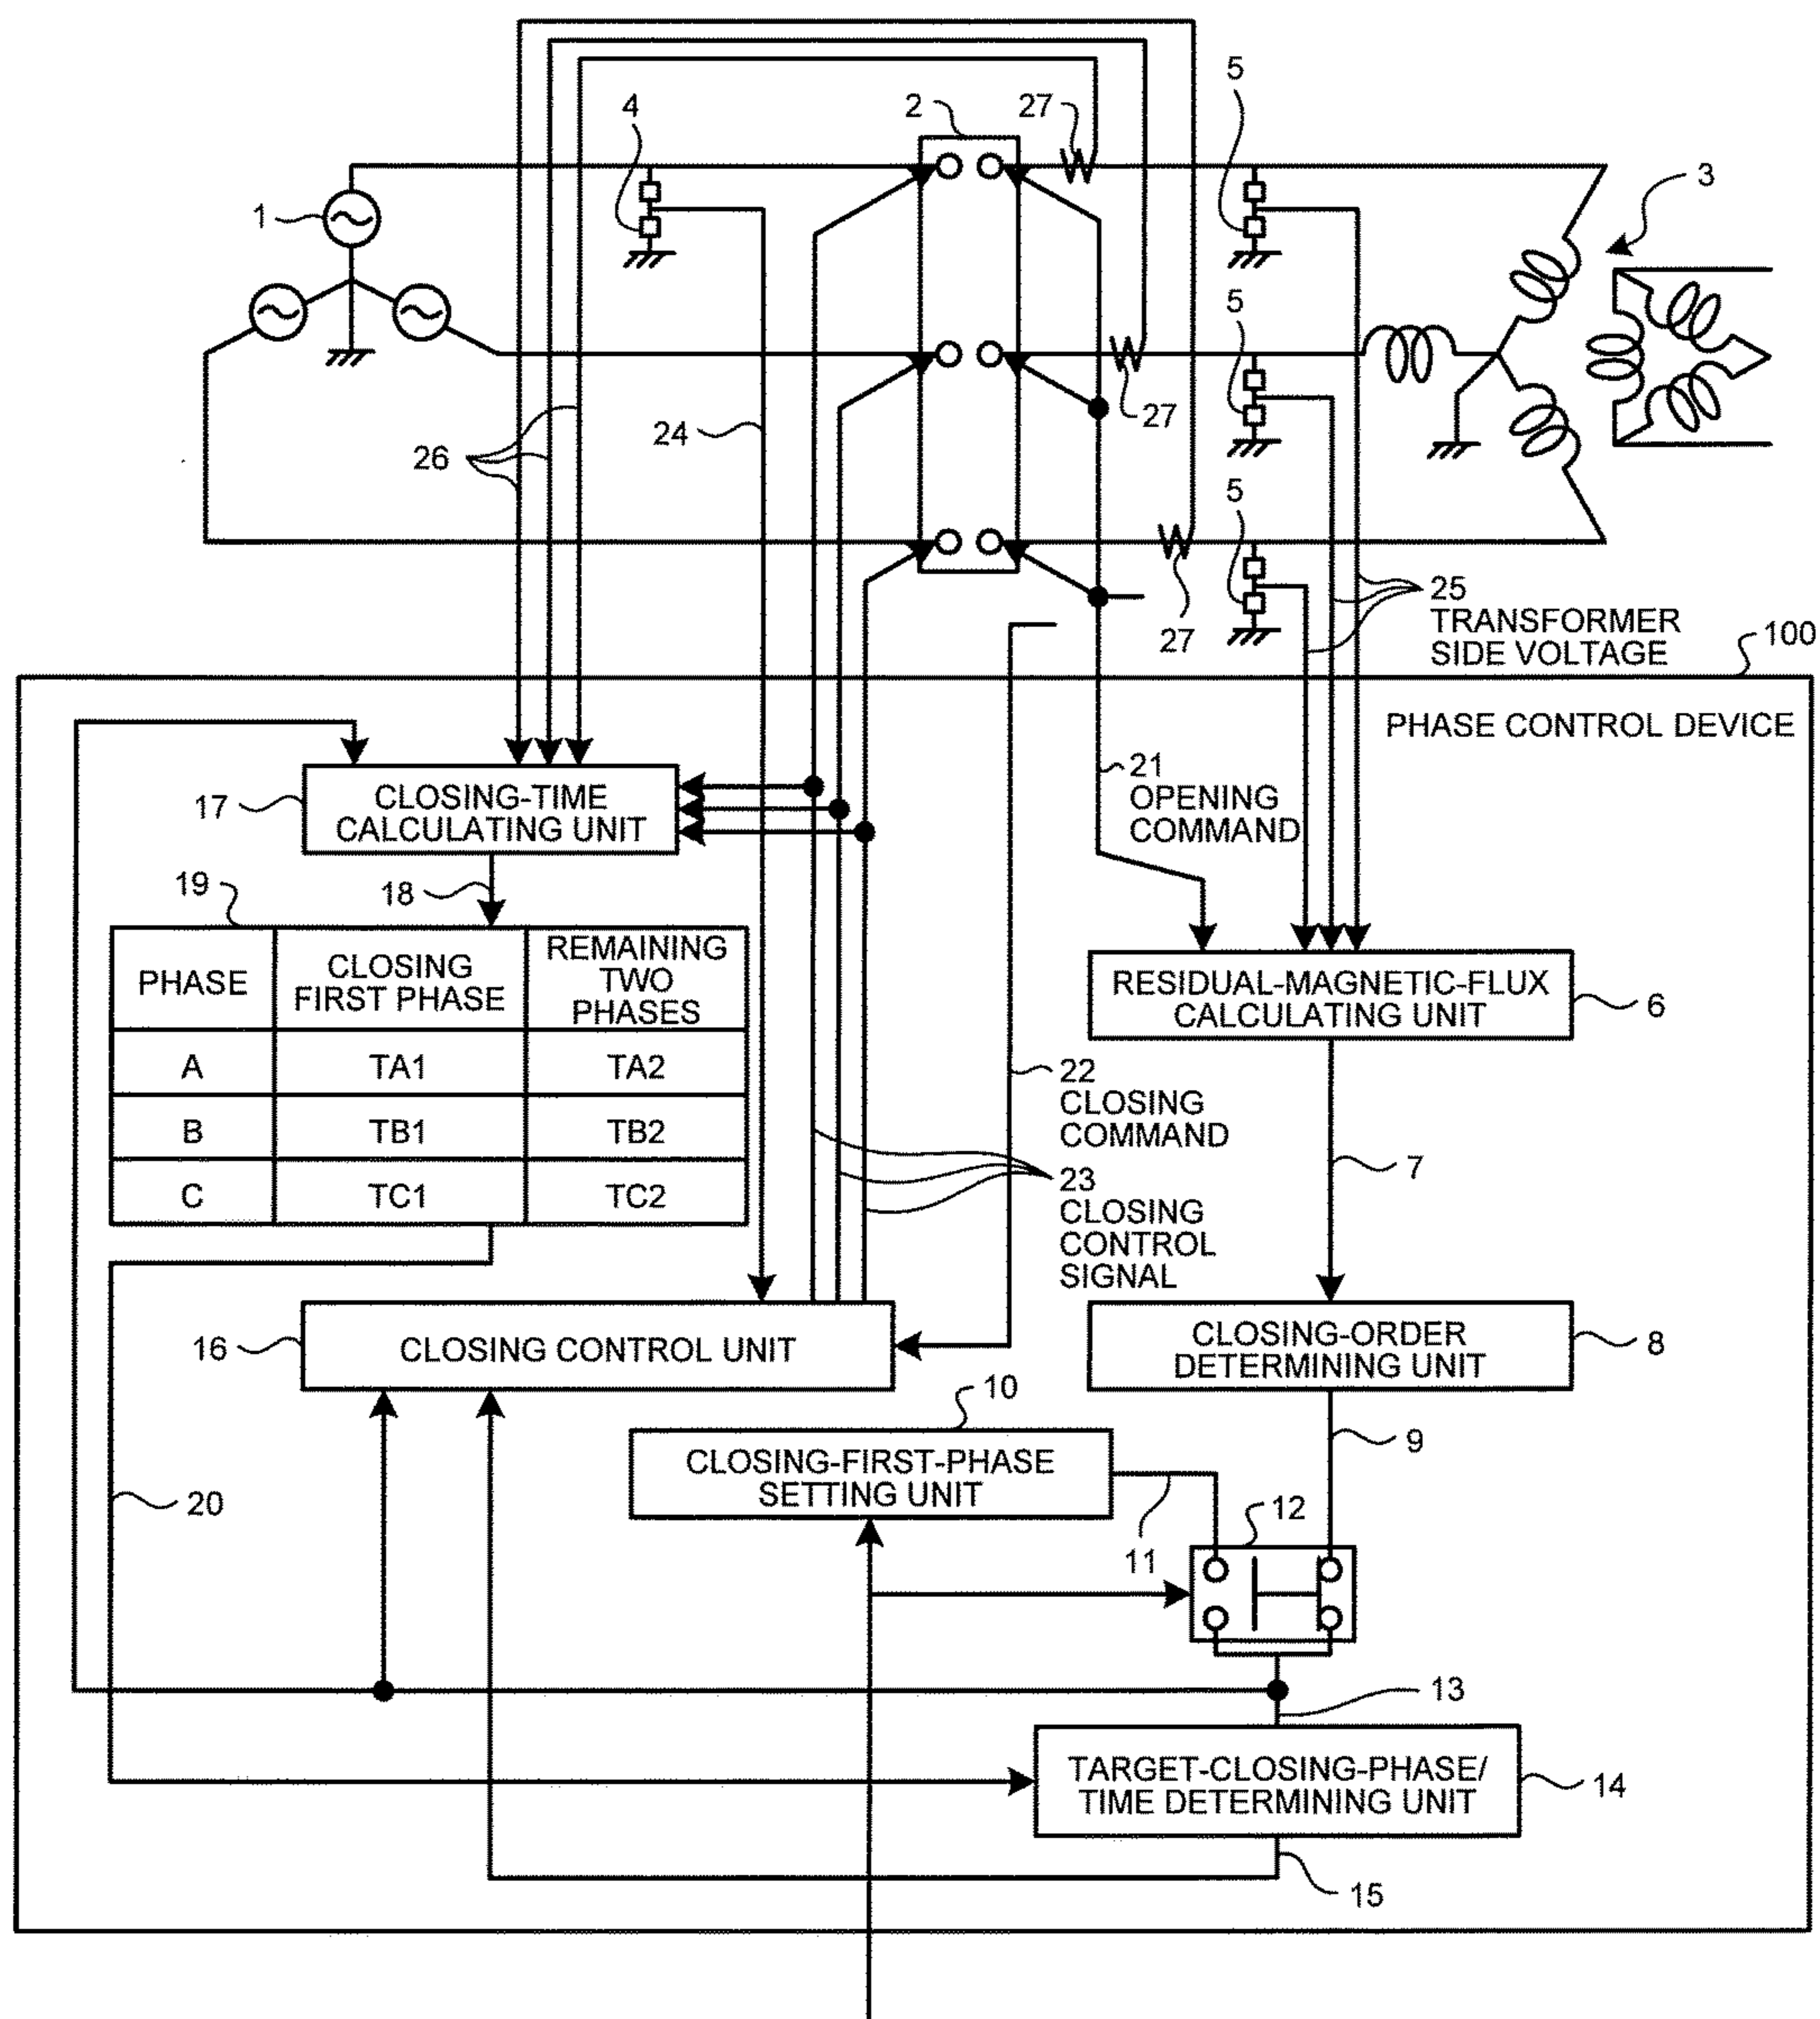 5
4
2
27
1
3
5
27
24
26
5
25
27
TRANSFORMER
SIDE VOLTAGE
100
PHASE CONTROL DEVICE
21
OPENING
COMMAND
17
CLOSING-TIME
CALCULATING UNIT
19
18
PHASE
CLOSING
FIRST PHASE
REMAINING
TWO
PHASES
A
TA1
TA2
B
TB1
TB2
C
TC1
TC2
RESIDUAL-MAGNETIC-FLUX
CALCULATING UNIT
6
22
CLOSING
COMMAND
7
23
CLOSING
CONTROL
SIGNAL
16
CLOSING CONTROL UNIT
CLOSING-ORDER
DETERMINING UNIT
8
10
CLOSING-FIRST-PHASE
SETTING UNIT
9
20
11
12
13
TARGET-CLOSING-PHASE/
TIME DETERMINING UNIT
14
15